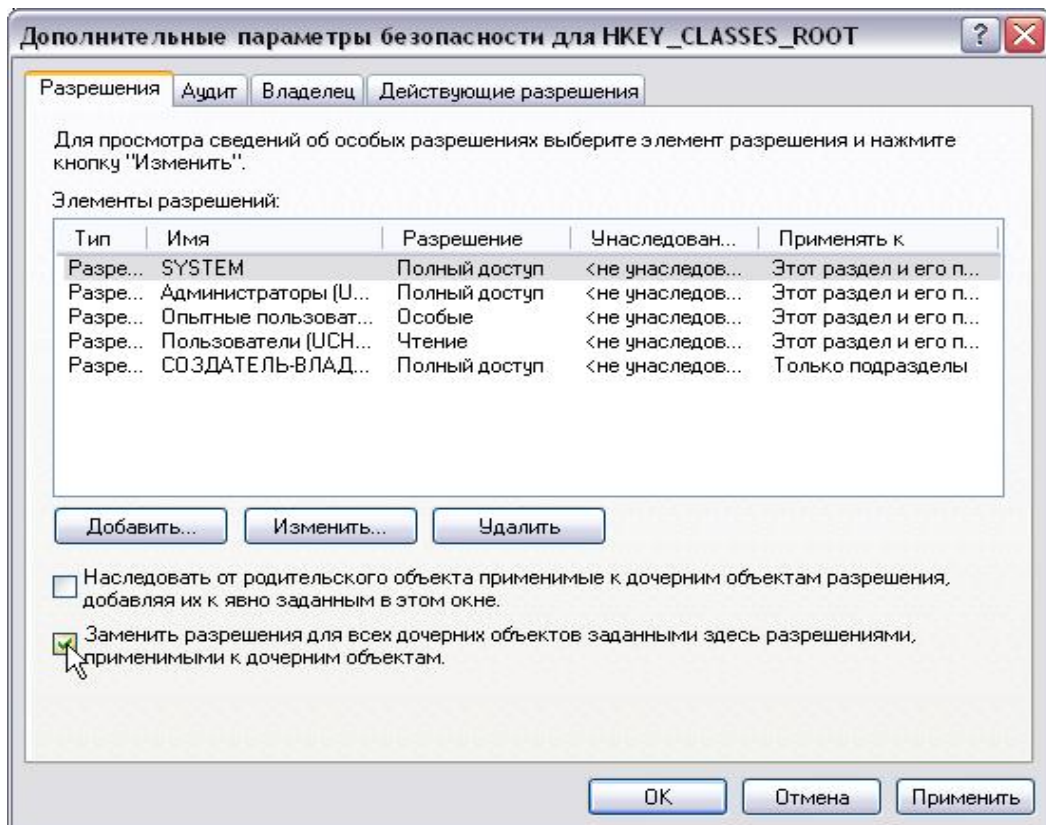 Дополнительные параметры безопасности для HKEY_CLASSES_ROOT ?
Разрешения Аудит Владелец Действующие разрешения
Для просмотра сведений об особых разрешениях выберите элемент разрешения и нажмите
кнопку "Изменить".
Элементы разрешений:
Тип Имя Разрешение Унаследован... Применять к
Разре... SYSTEM Полный доступ <не унаследов... Этот раздел и его п...
Разре... Администраторы (U... Полный доступ <не унаследов... Этот раздел и его п...
Разре... Опытные пользоват... Особые <не унаследов... Этот раздел и его п...
Разре... Пользователи (UCH... Чтение <не унаследов... Этот раздел и его п...
Разре... СОЗДАТЕЛЬ-ВЛАД... Полный доступ <не унаследов... Только подразделы
Добавить... Изменить... Удалить
Наследовать от родительского объекта применимые к дочерним объектам разрешения,
добавляя их к явно заданным в этом окне.
Заменить разрешения для всех дочерних объектов заданными здесь разрешениями,
применимыми к дочерним объектам.
OK Отмена Применить